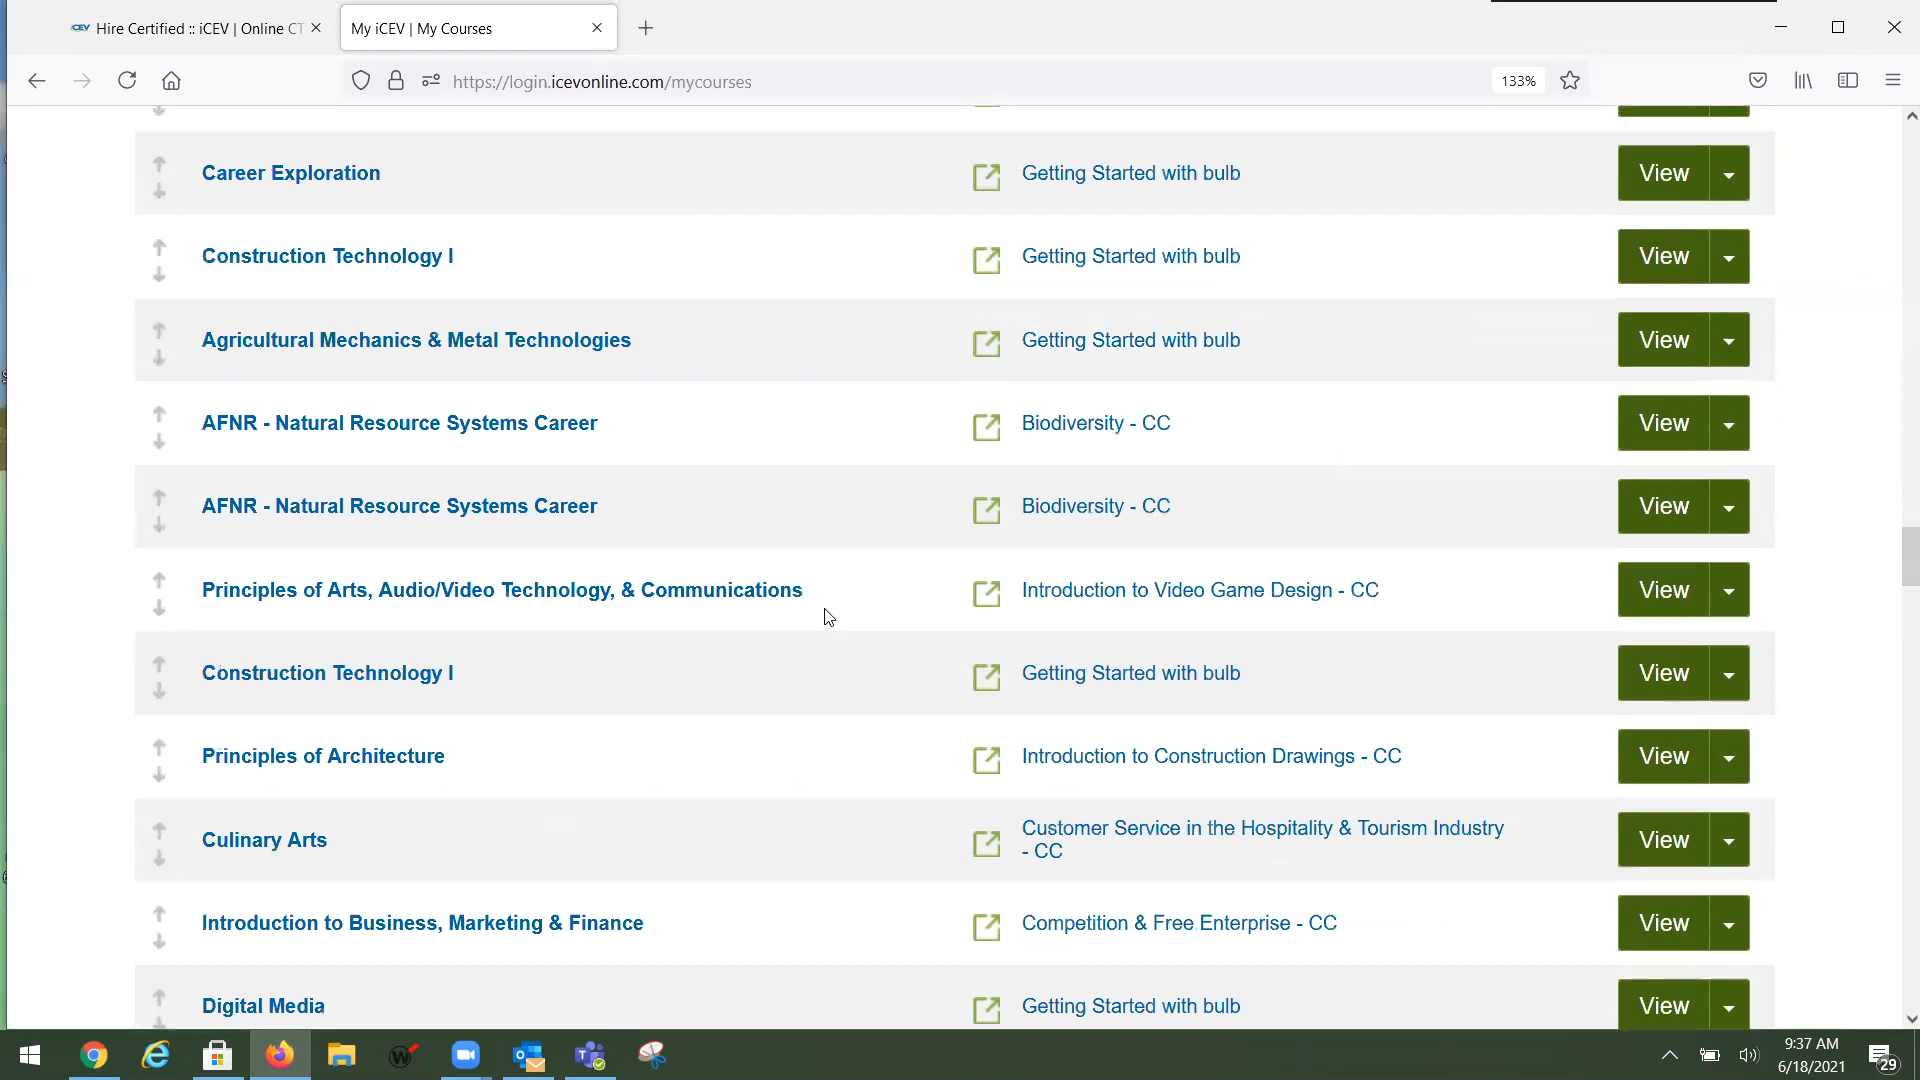 CEV Hire Certified :: iCEV | Online CT
My iCEV | My Courses
https://login.icevonline.com/mycourses
133%
Career Exploration
Getting Started with bulb
View
Construction Technology I
Getting Started with bulb
View
Agricultural Mechanics & Metal Technologies
Getting Started with bulb
View
AFNR - Natural Resource Systems Career
Biodiversity - CC
View
AFNR - Natural Resource Systems Career
Biodiversity - CC
View
Principles of Arts, Audio/Video Technology, & Communications
Introduction to Video Game Design - CC
View
Construction Technology I
Getting Started with bulb
View
Principles of Architecture
Introduction to Construction Drawings - CC
View
Culinary Arts
Customer Service in the Hospitality & Tourism Industry
- CC
View
Introduction to Business, Marketing & Finance
Competition & Free Enterprise - CC
View
Digital Media
Getting Started with bulb
View
9:37 AM
6/18/2021
29